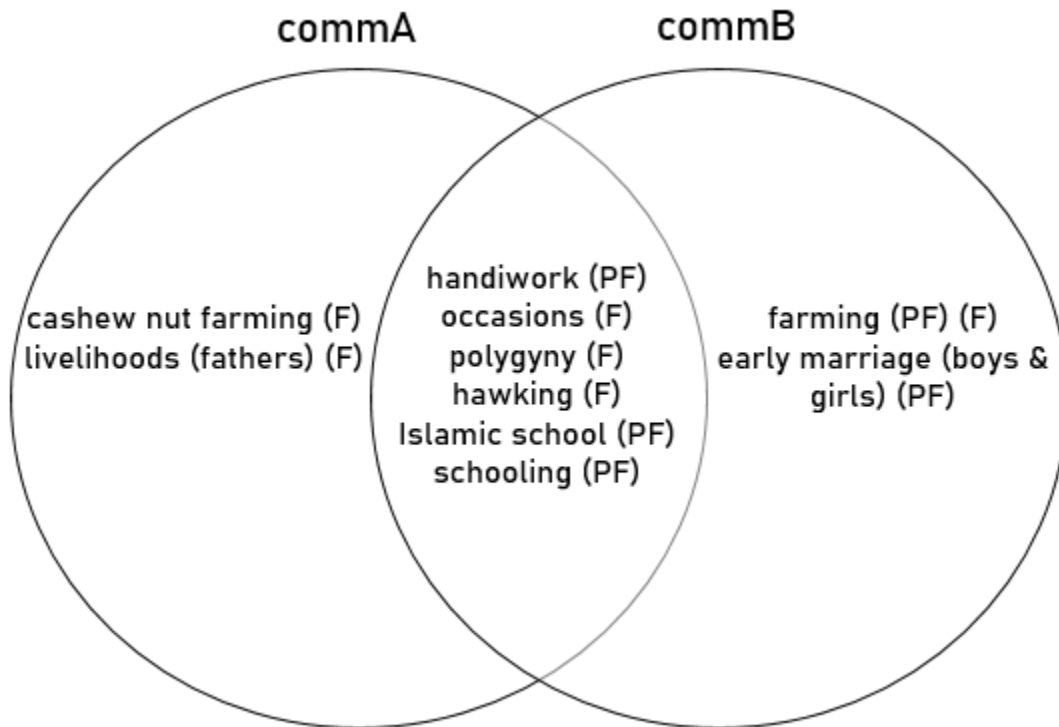 commA
commB
cashew nut farming (F)
livelihoods (fathers) (F)
handiwork (PF)
occasions (F)
polygyny (F)
hawking (F)
Islamic school (PF)
schooling (PF)
farming (PF) (F)
early marriage (boys &
girls) (PF)